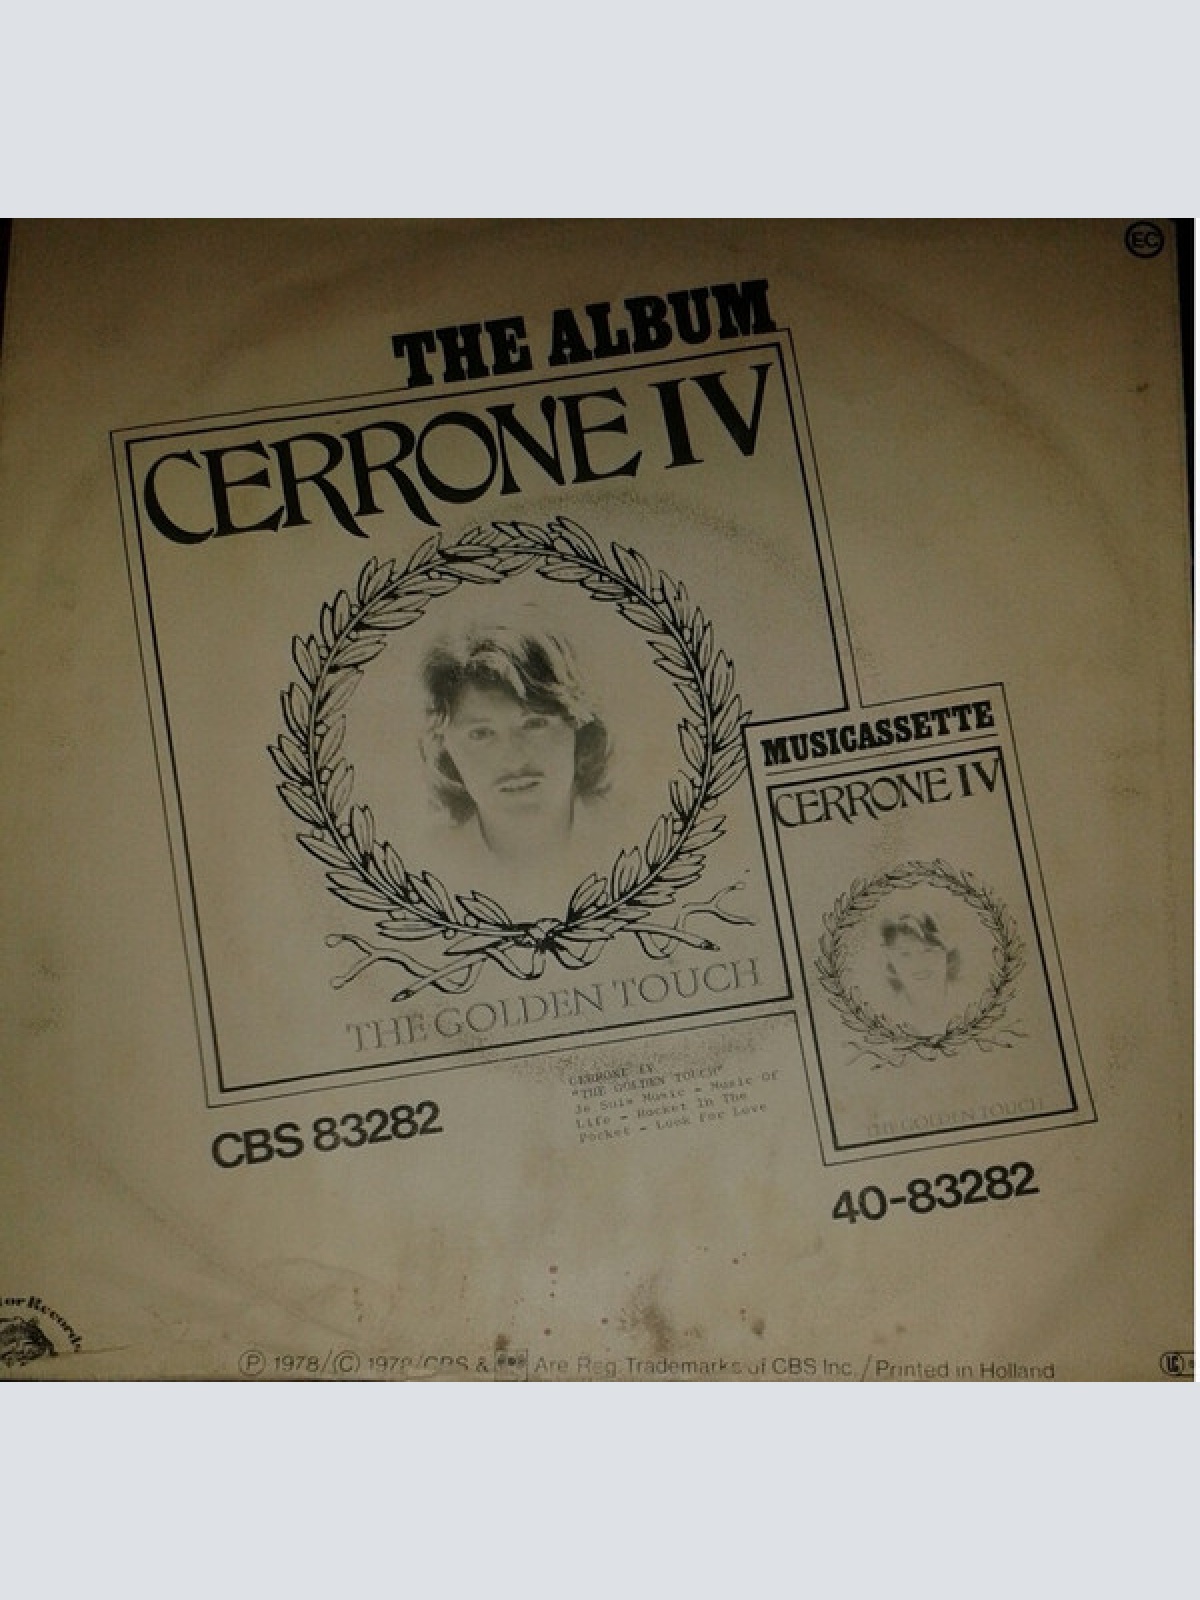 EC
THE ALBUM
CERRONE IV
THE GOLDEN TOUCH
MUSICASSETTE
CERRONE IV
THE GOLDEN TOUCH
CERRONE IV
"THE GOLDEN TOUCH"
Je Suis Music - Music Of
Life - Rocket In The
Pocket - Look For Love
CBS 83282
40-83282
Records
Ⓟ 1978/(C) 1978/CBS & Are Reg. Trademarks of CBS Inc./Printed in Holland
LC